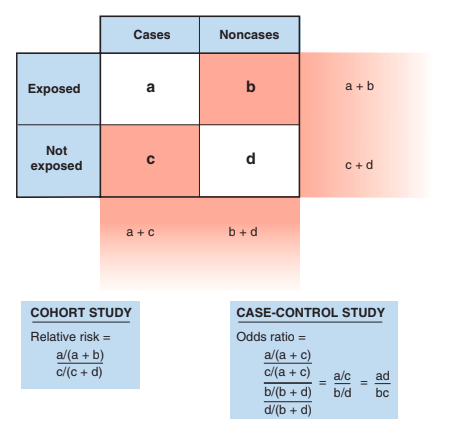 Cases Noncases
Exposed a b a + b
Not
exposed c d c + d
a + c b + d
COHORT STUDY
Relative risk =
a/(a + b)
c/(c + d)
CASE-CONTROL STUDY
Odds ratio =
a/(a + c)
c/(a + c)
b/(b + d)
d/(b + d)
= a/c
b/d
= ad
bc